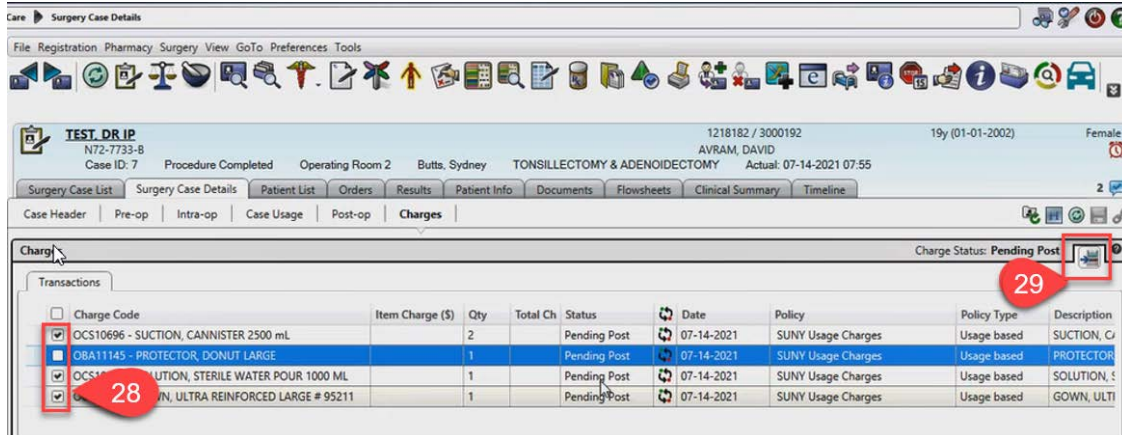 Care Surgery Case Details
File Registration Pharmacy Surgery View GoTo Preferences Tools
TEST, DR IP 1218182 / 3000192 19y (01-01-2002) Female
N72-7733-B AVRAM, DAVID
Case ID: 7 Procedure Completed Operating Room 2 Butts, Sydney TONSILLECTOMY & ADENOIDECTOMY Actual: 07-14-2021 07:55
Surgery Case List Surgery Case Details Patient List Orders Results Patient Info Documents Flowsheets Clinical Summary Timeline 2
Case Header Pre-op Intra-op Case Usage Post-op Charges
Charges Charge Status: Pending Post
29
Transactions
Charge Code Item Charge ($) Qty Total Ch Status Date Policy Policy Type Description
OCS10696 - SUCTION, CANNISTER 2500 mL 2 Pending Post 07-14-2021 SUNY Usage Charges Usage based SUCTION, CA
OBA11145 - PROTECTOR, DONUT LARGE 1 Pending Post 07-14-2021 SUNY Usage Charges Usage based PROTECTOR
STERILE WATER POUR 1000 ML 1 Pending Post 07-14-2021 SUNY Usage Charges Usage based SOLUTION, S
28
ULTRA REINFORCED LARGE # 95211 1 Pending Post 07-14-2021 SUNY Usage Charges Usage based GOWN, ULTI